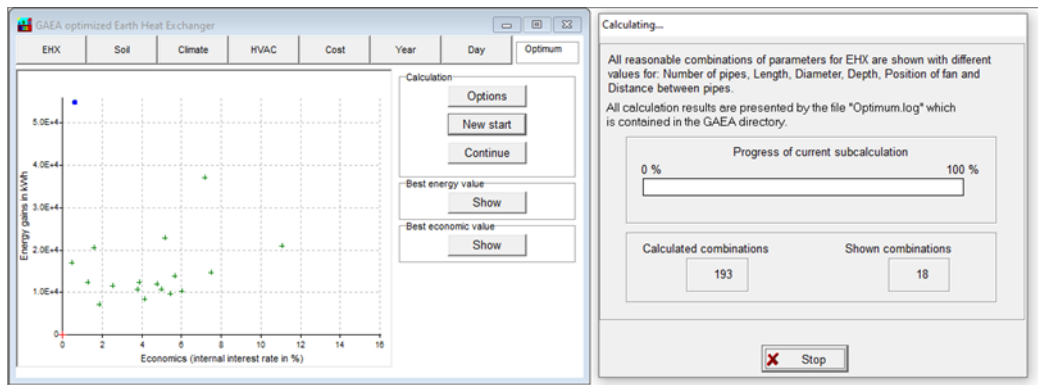 GAEA optimized Earth Heat Exchanger
EHX Soil Climate HVAC Cost Year Day Optimum
Energy gains in kWh
5.0E+4
4.0E+4
3.0E+4
2.0E+4
1.0E+4
0
0 2 4 6 8 10 12 14 16
Economics (internal interest rate in %)
Calculation
Options
New start
Continue
Best energy value
Show
Best economic value
Show
Calculating...
All reasonable combinations of parameters for EHX are shown with different
values for: Number of pipes, Length, Diameter, Depth, Position of fan and
Distance between pipes.
All calculation results are presented by the file "Optimum.log" which
is contained in the GAEA directory.
Progress of current subcalculation
0 % 100 %
Calculated combinations Shown combinations
193 18
Stop